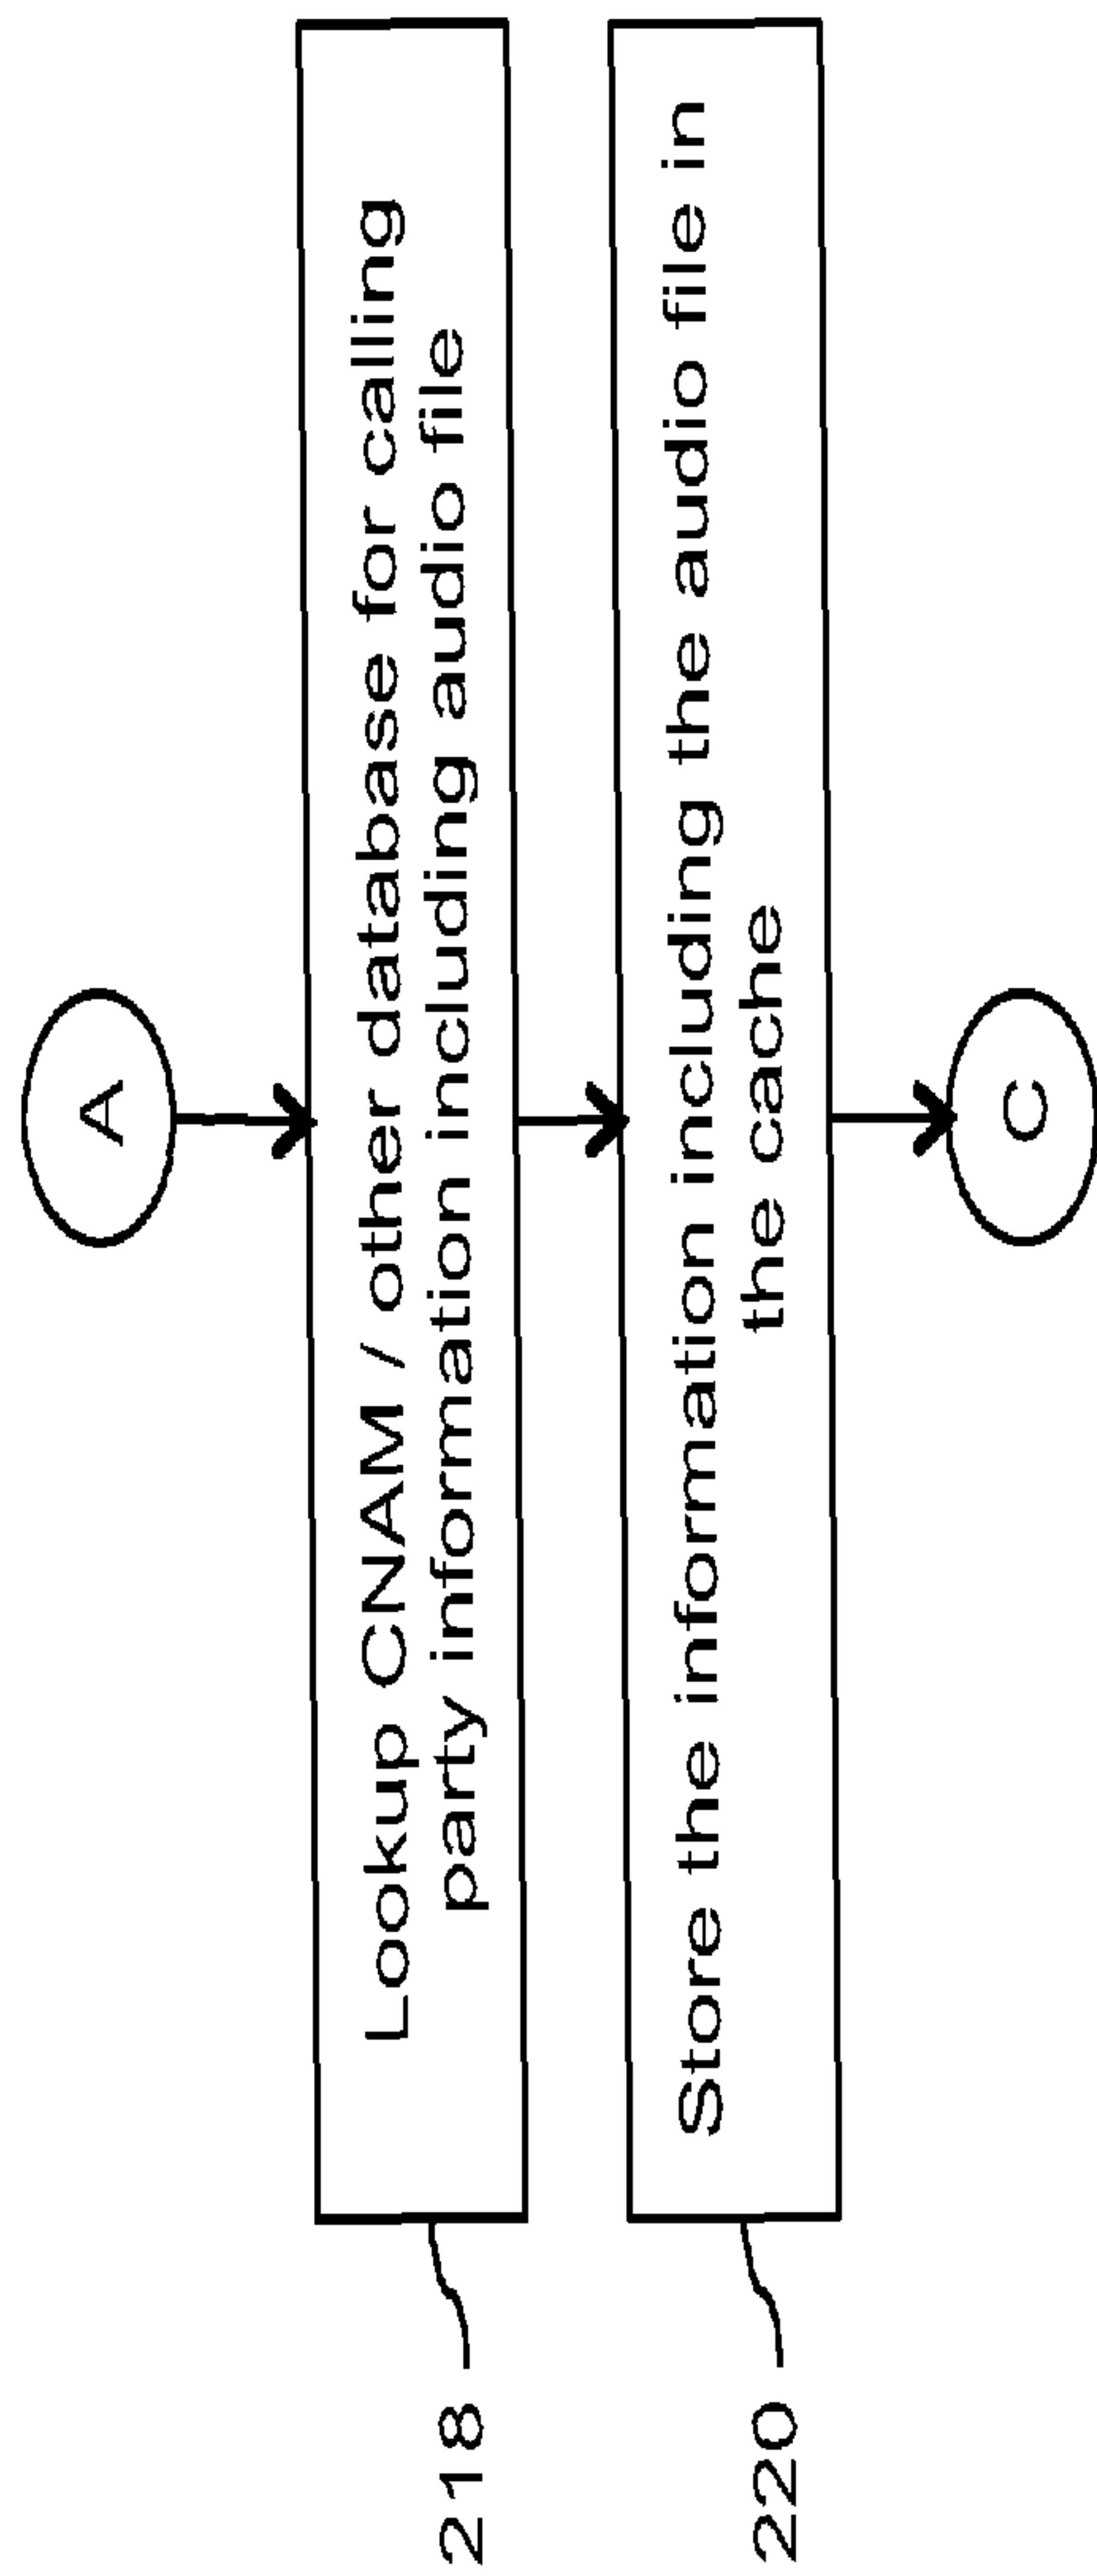 A
Lookup CNAM / other database for calling
party information including audio file
218
Store the information including the audio file in
the cache
220
C